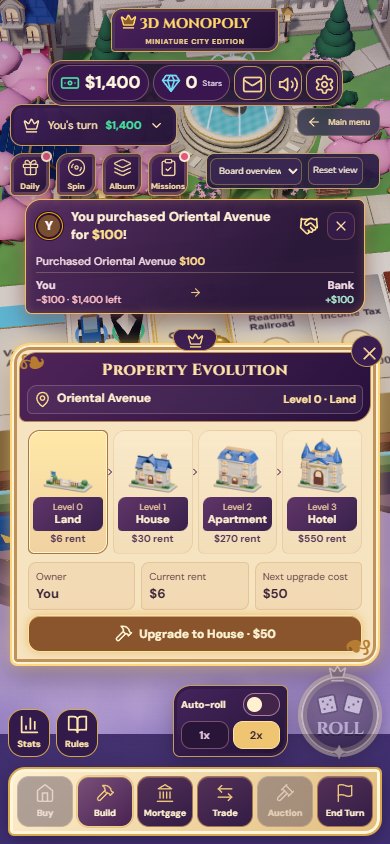 3D MONOPOLY
MINIATURE CITY EDITION
$1,400
0 Stars
You's turn $1,400
Main menu
Daily
Spin
Album
Missions
Board overview
Reset view
Y
You purchased Oriental Avenue
for $100!
Purchased Oriental Avenue $100
You
Bank
-$100 · $1,400 left
+$100
Reading
Railroad
Income Tax
PROPERTY EVOLUTION
Oriental Avenue
Level 0 · Land
Level 0
Land
$6 rent
Level 1
House
$30 rent
Level 2
Apartment
$270 rent
Level 3
Hotel
$550 rent
Owner
You
Current rent
$6
Next upgrade cost
$50
Upgrade to House · $50
Auto-roll
1x
2x
ROLL
Stats
Rules
Buy
Build
Mortgage
Trade
Auction
End Turn